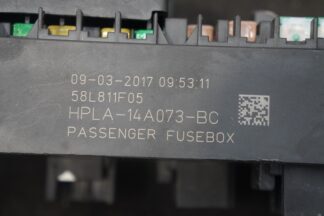 09-03-2017 09:53:11
58L811F05
HPLA-14A073-BC
PASSENGER FUSEBOX